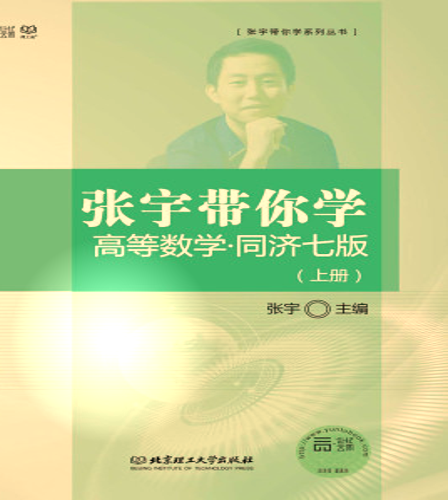 [ 张宇带你学系列丛书 ]
张宇带你学
高等数学·同济七版
（上册）
张宇 主编
北京理工大学出版社
BEIJING INSTITUTE OF TECHNOLOGY PRESS